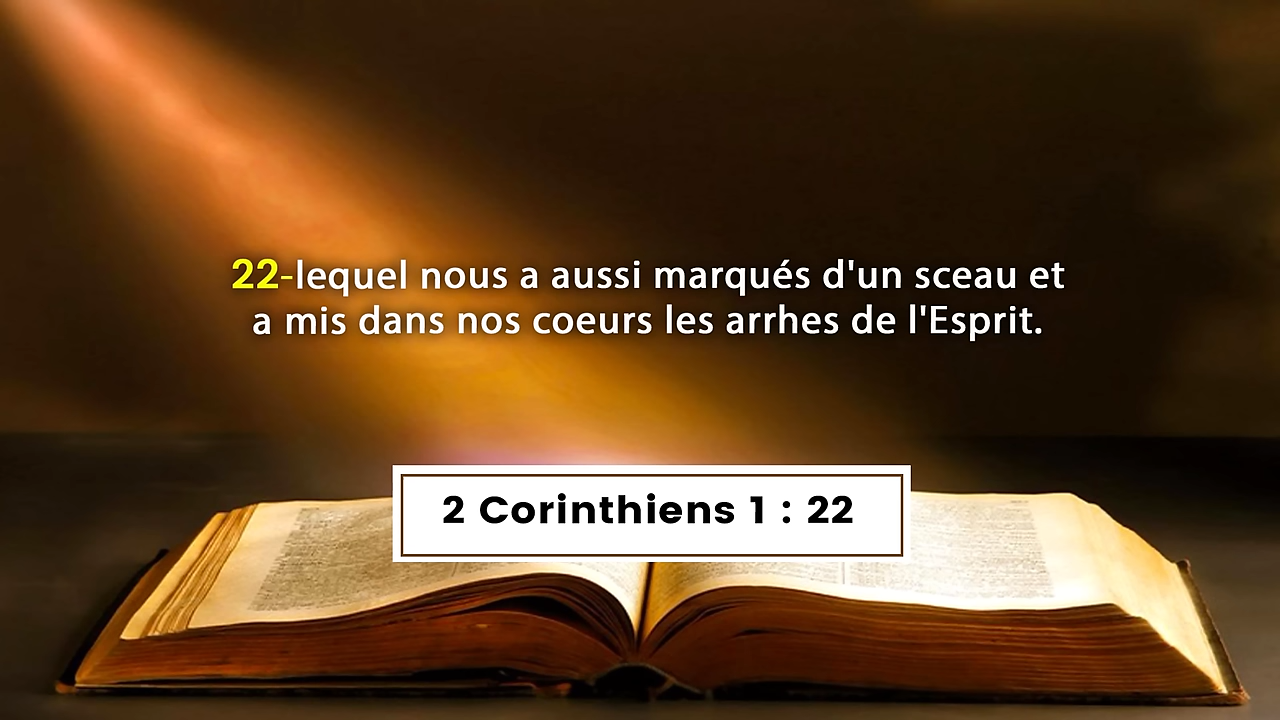 22-lequel nous a aussi marqués d'un sceau et
a mis dans nos coeurs les arrhes de l'Esprit.
2 Corinthiens 1 : 22